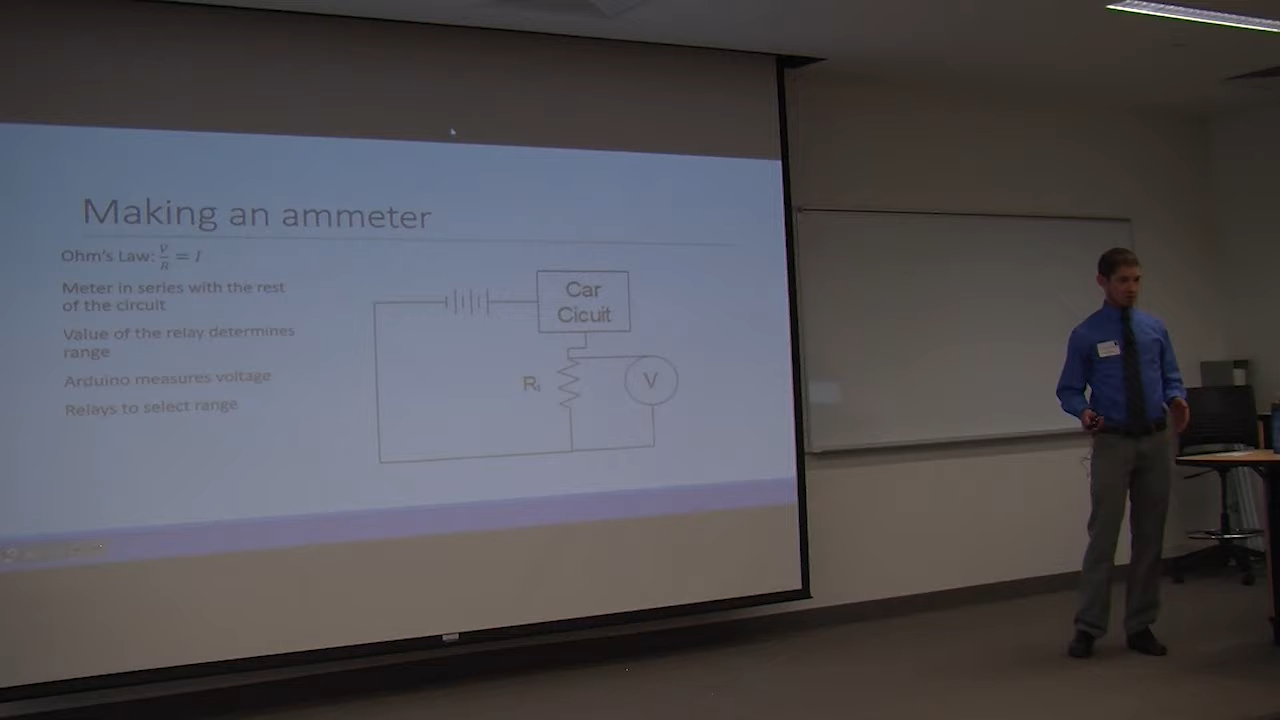 Making an ammeter
Ohm's Law: V/R = I
Meter in series with the rest
of the circuit
Value of the relay determines
range
Arduino measures voltage
Relays to select range
Car
Cicuit
R₁
V